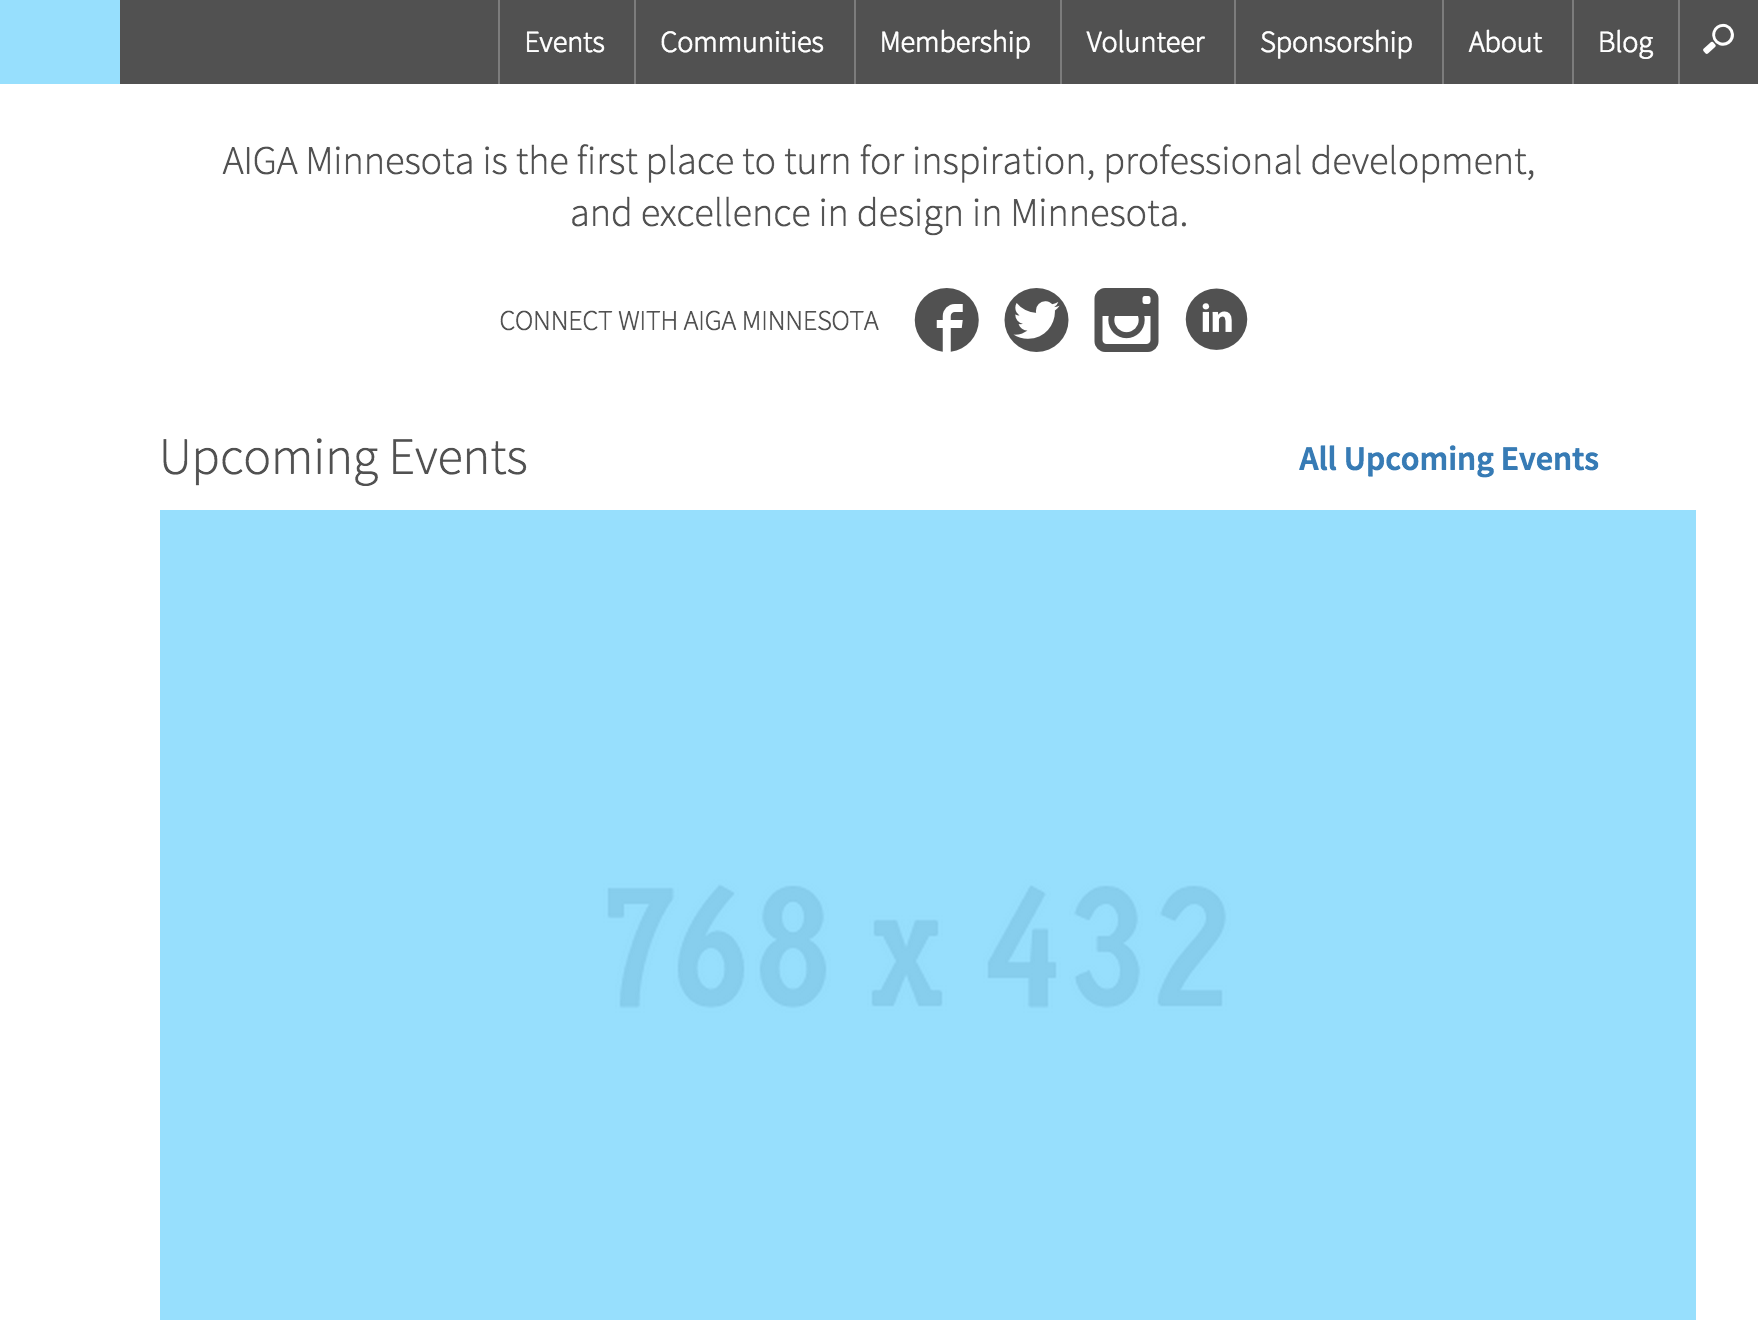 Events Communities Membership Volunteer Sponsorship About Blog
AIGA Minnesota is the first place to turn for inspiration, professional development,
and excellence in design in Minnesota.
CONNECT WITH AIGA MINNESOTA
Upcoming Events
All Upcoming Events
768 x 432